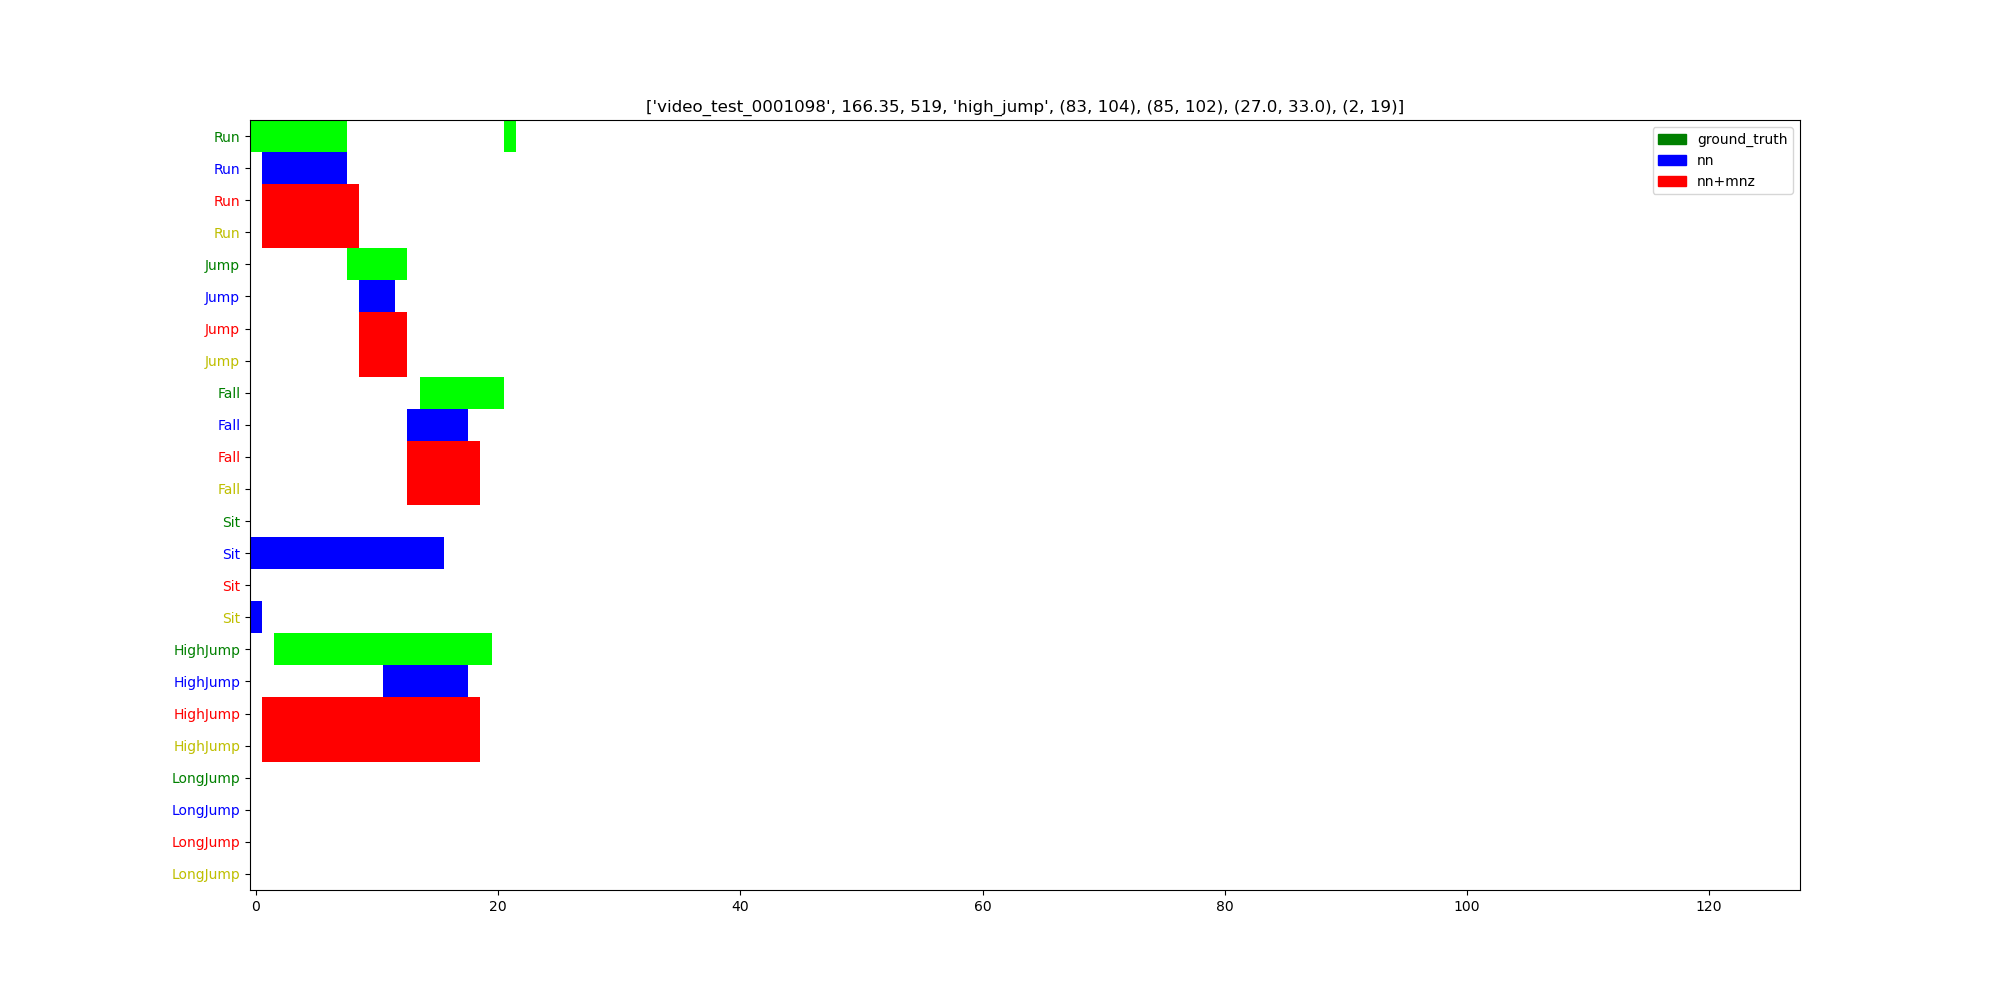 ['video_test_0001098', 166.35, 519, 'high_jump', (83, 104), (85, 102), (27.0, 33.0), (2, 19)]
ground_truth
nn
nn+mnz
Run
Run
Run
Run
Jump
Jump
Jump
Jump
Fall
Fall
Fall
Fall
Sit
Sit
Sit
Sit
HighJump
HighJump
HighJump
HighJump
LongJump
LongJump
LongJump
LongJump
0 20 40 60 80 100 120